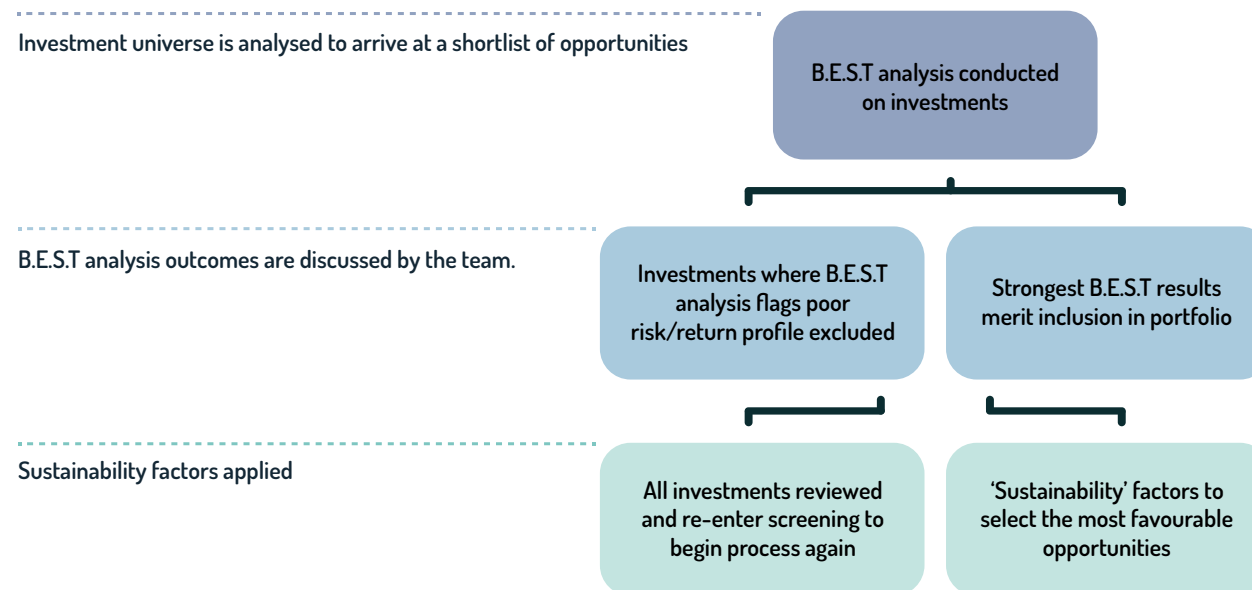 Investment universe is analysed to arrive at a shortlist of opportunities
B.E.S.T analysis conducted
on investments
B.E.S.T analysis outcomes are discussed by the team.
Investments where B.E.S.T
analysis flags poor
risk/return profile excluded
Strongest B.E.S.T results
merit inclusion in portfolio
Sustainability factors applied
All investments reviewed
and re-enter screening to
begin process again
‘Sustainability’ factors to
select the most favourable
opportunities